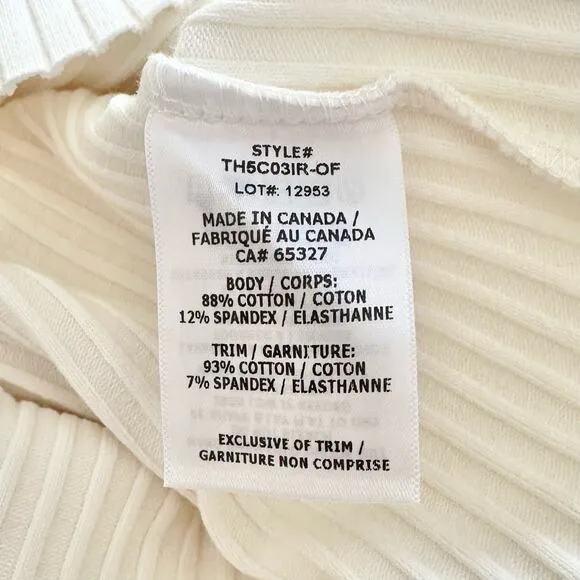 STYLE#
TH5C03IR-OF
LOT#: 12953
MADE IN CANADA /
FABRIQUÉ AU CANADA
CA# 65327
BODY / CORPS:
88% COTTON / COTON
12% SPANDEX / ELASTHANNE
TRIM / GARNITURE:
93% COTTON / COTON
7% SPANDEX / ELASTHANNE
EXCLUSIVE OF TRIM /
GARNITURE NON COMPRISE